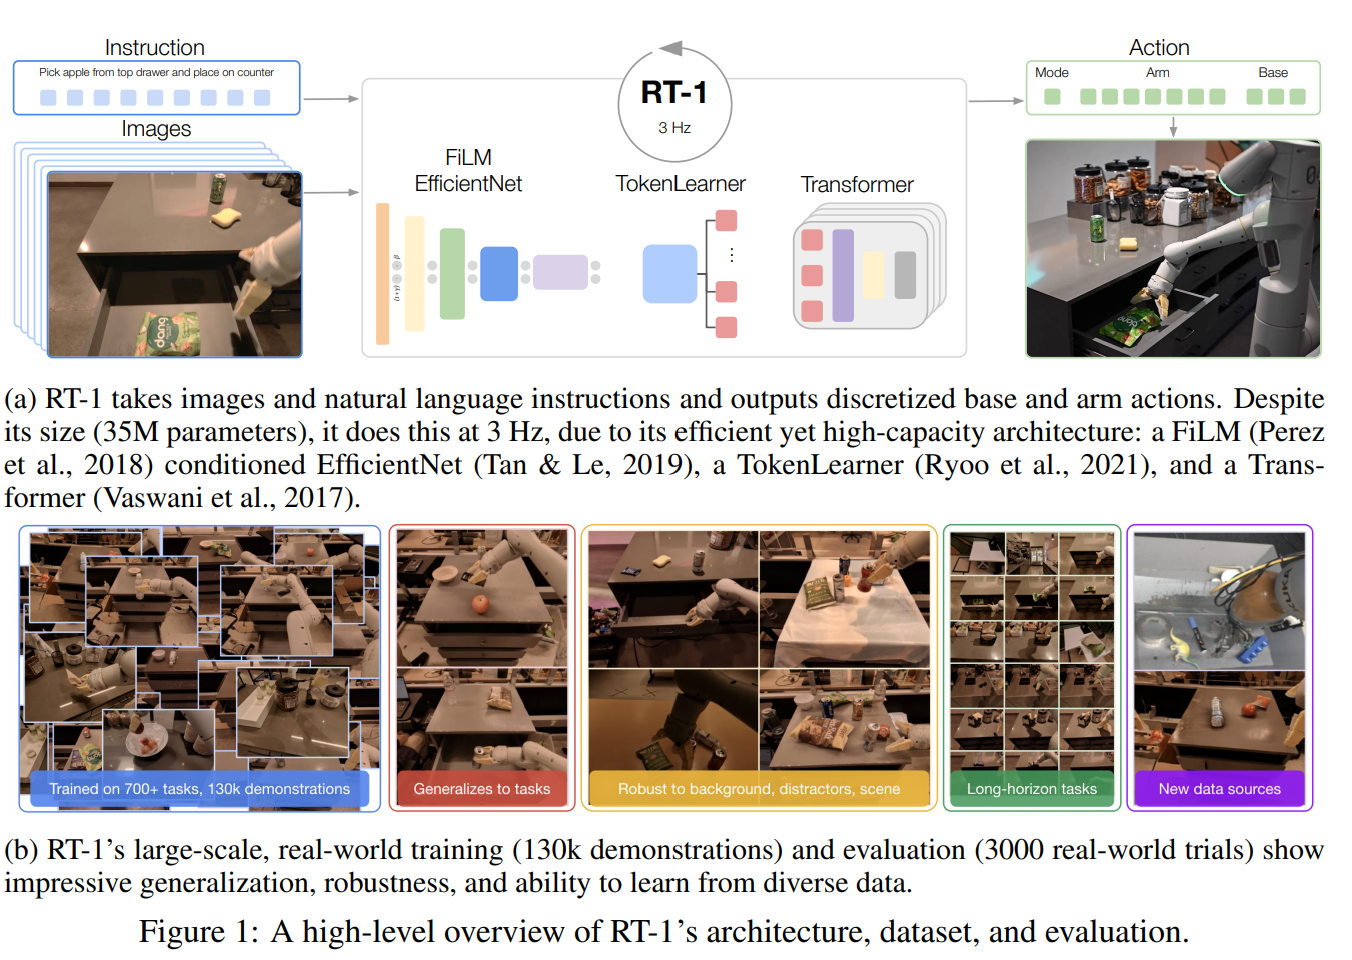 Instruction
Pick apple from top drawer and place on counter
Images
RT-1
3 Hz
FiLM
EfficientNet
TokenLearner
Transformer
Action
Mode Arm Base
dang
(a) RT-1 takes images and natural language instructions and outputs discretized base and arm actions. Despite
its size (35M parameters), it does this at 3 Hz, due to its efficient yet high-capacity architecture: a FiLM (Perez
et al., 2018) conditioned EfficientNet (Tan & Le, 2019), a TokenLearner (Ryoo et al., 2021), and a Trans-
former (Vaswani et al., 2017).
Trained on 700+ tasks, 130k demonstrations
Generalizes to tasks
Robust to background, distractors, scene
Long-horizon tasks
New data sources
(b) RT-1's large-scale, real-world training (130k demonstrations) and evaluation (3000 real-world trials) show
impressive generalization, robustness, and ability to learn from diverse data.
Figure 1: A high-level overview of RT-1's architecture, dataset, and evaluation.